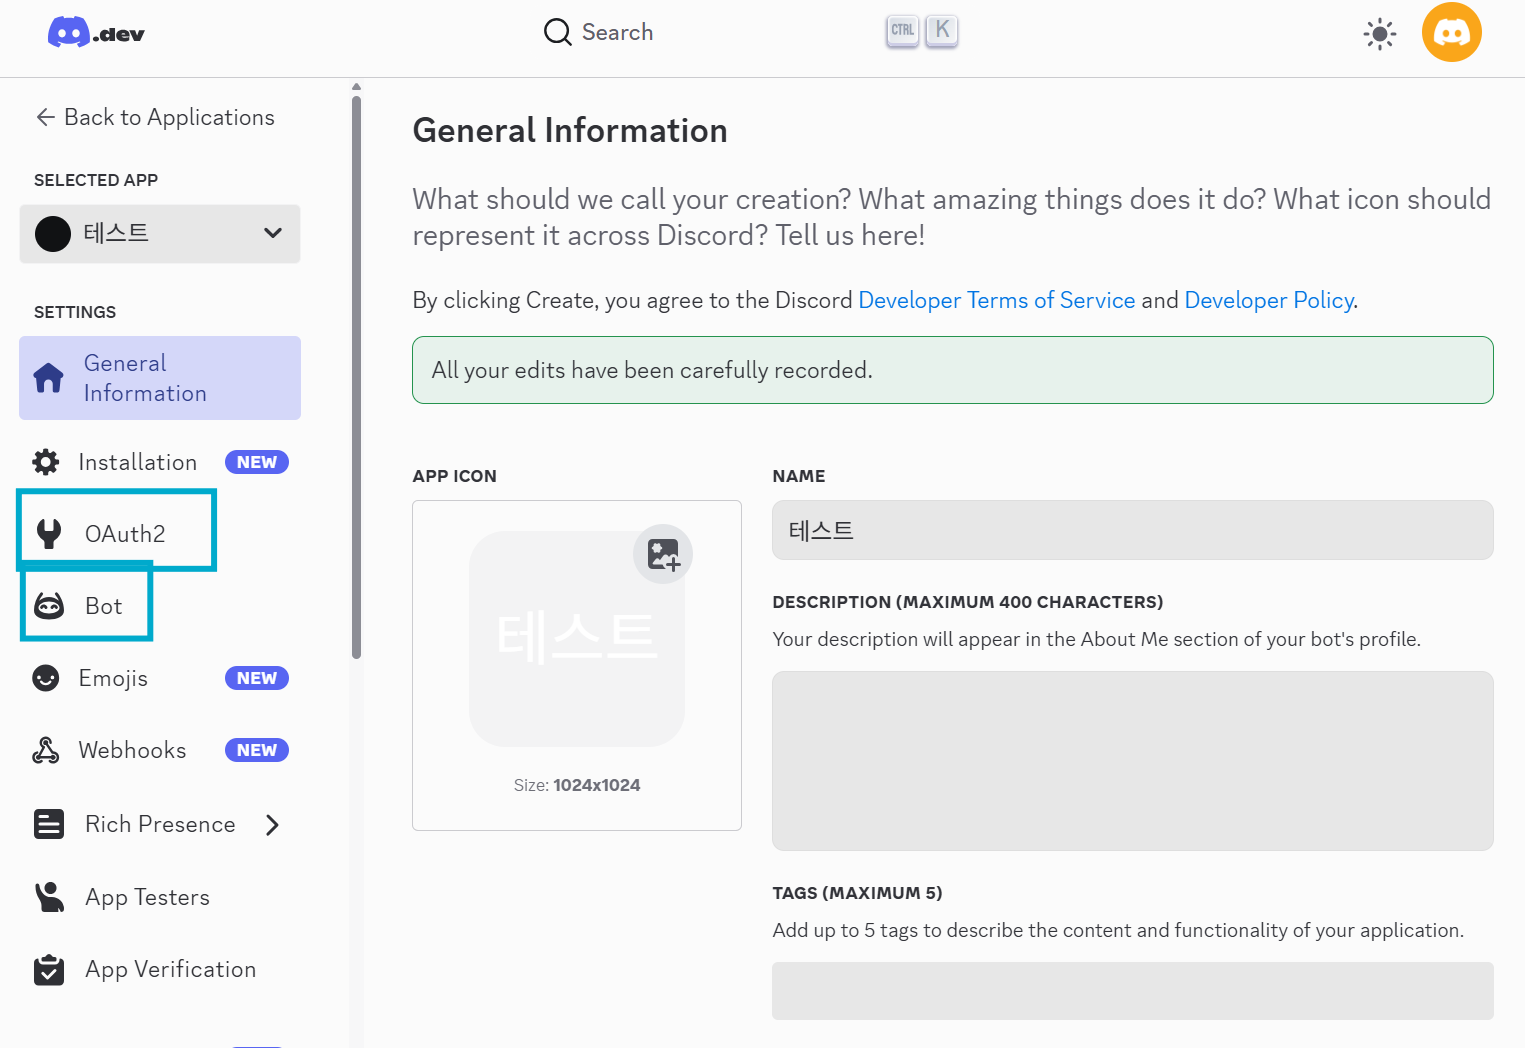 .dev
Search
CTRL K
Back to Applications
SELECTED APP
테스트
SETTINGS
General
Information
Installation NEW
OAuth2
Bot
Emojis NEW
Webhooks NEW
Rich Presence
App Testers
App Verification
General Information
What should we call your creation? What amazing things does it do? What icon should
represent it across Discord? Tell us here!
By clicking Create, you agree to the Discord Developer Terms of Service and Developer Policy.
All your edits have been carefully recorded.
APP ICON
테스트
Size: 1024x1024
NAME
테스트
DESCRIPTION (MAXIMUM 400 CHARACTERS)
Your description will appear in the About Me section of your bot's profile.
TAGS (MAXIMUM 5)
Add up to 5 tags to describe the content and functionality of your application.